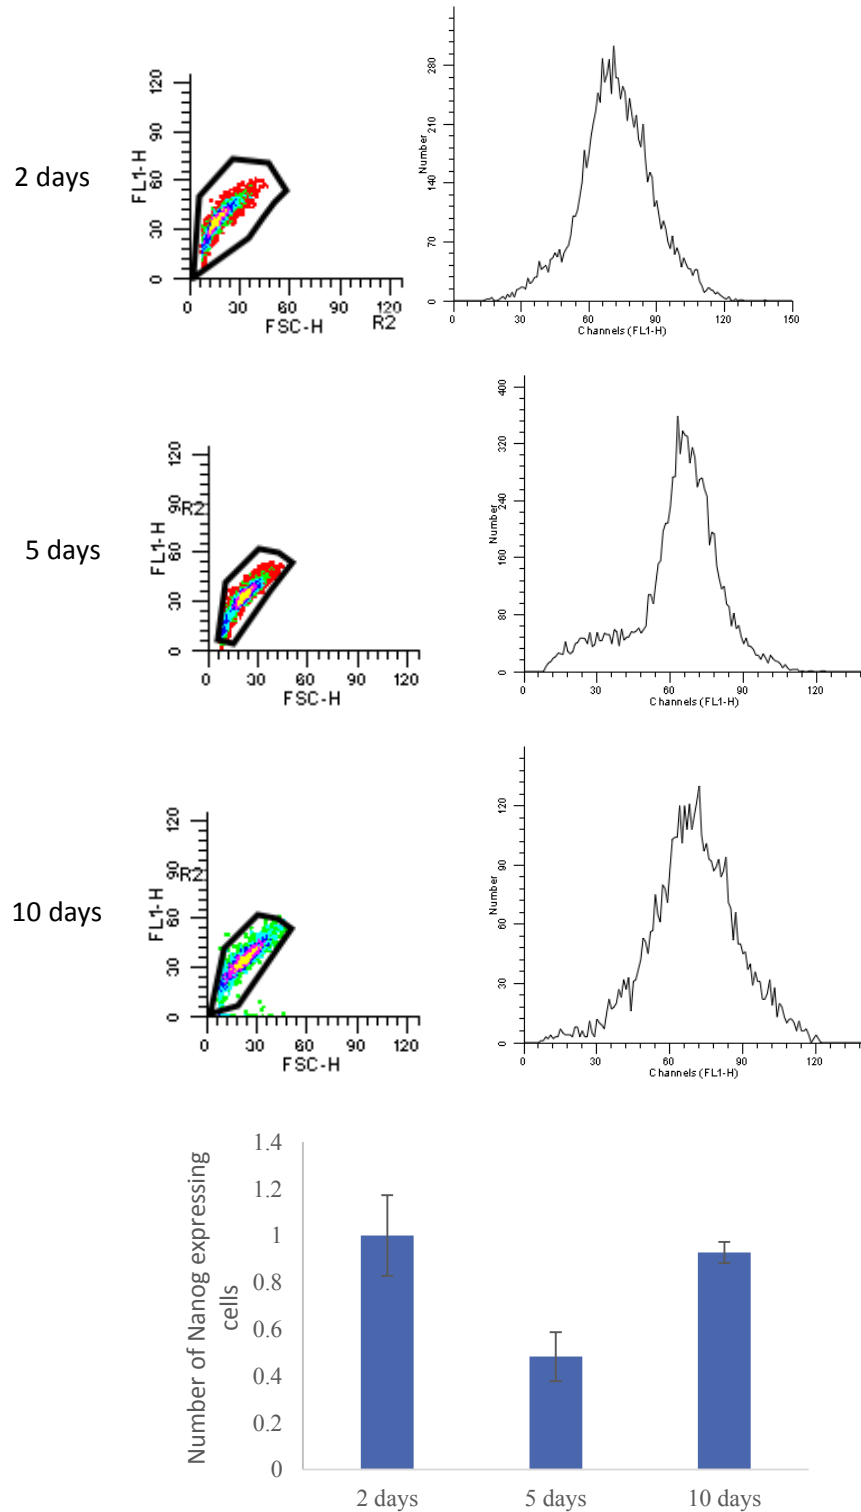 2 days
FL1-H
120
90
60
30
0
0 30 60 90 120
FSC-H
R2
Number
280
210
140
70
0
0 30 60 90 120 150
Channels (FL1-H)
5 days
FL1-H
120
90
R2
60
30
0
0 30 60 90 120
FSC-H
Number
400
320
240
160
80
0
0 30 60 90 120
Channels (FL1-H)
10 days
FL1-H
120
90
R2
60
30
0
0 30 60 90 120
FSC-H
Number
120
90
60
30
0
0 30 60 90 120
Channels (FL1-H)
Number of Nanog expressing
cells
1.4
1.2
1
0.8
0.6
0.4
0.2
0
2 days 5 days 10 days